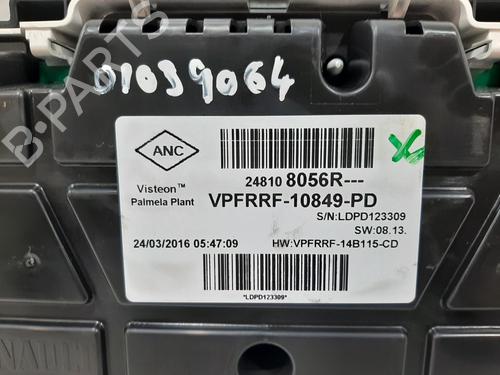 B-PARTS
01039064
ANC
24810 8056R---
Visteon™
Palmela Plant
VPFRRF-10849-PD
S/N:LDPD123309
SW:08.13.
24/03/2016 05:47:09
HW:VPFRRF-14B115-CD
*LDPD123309*